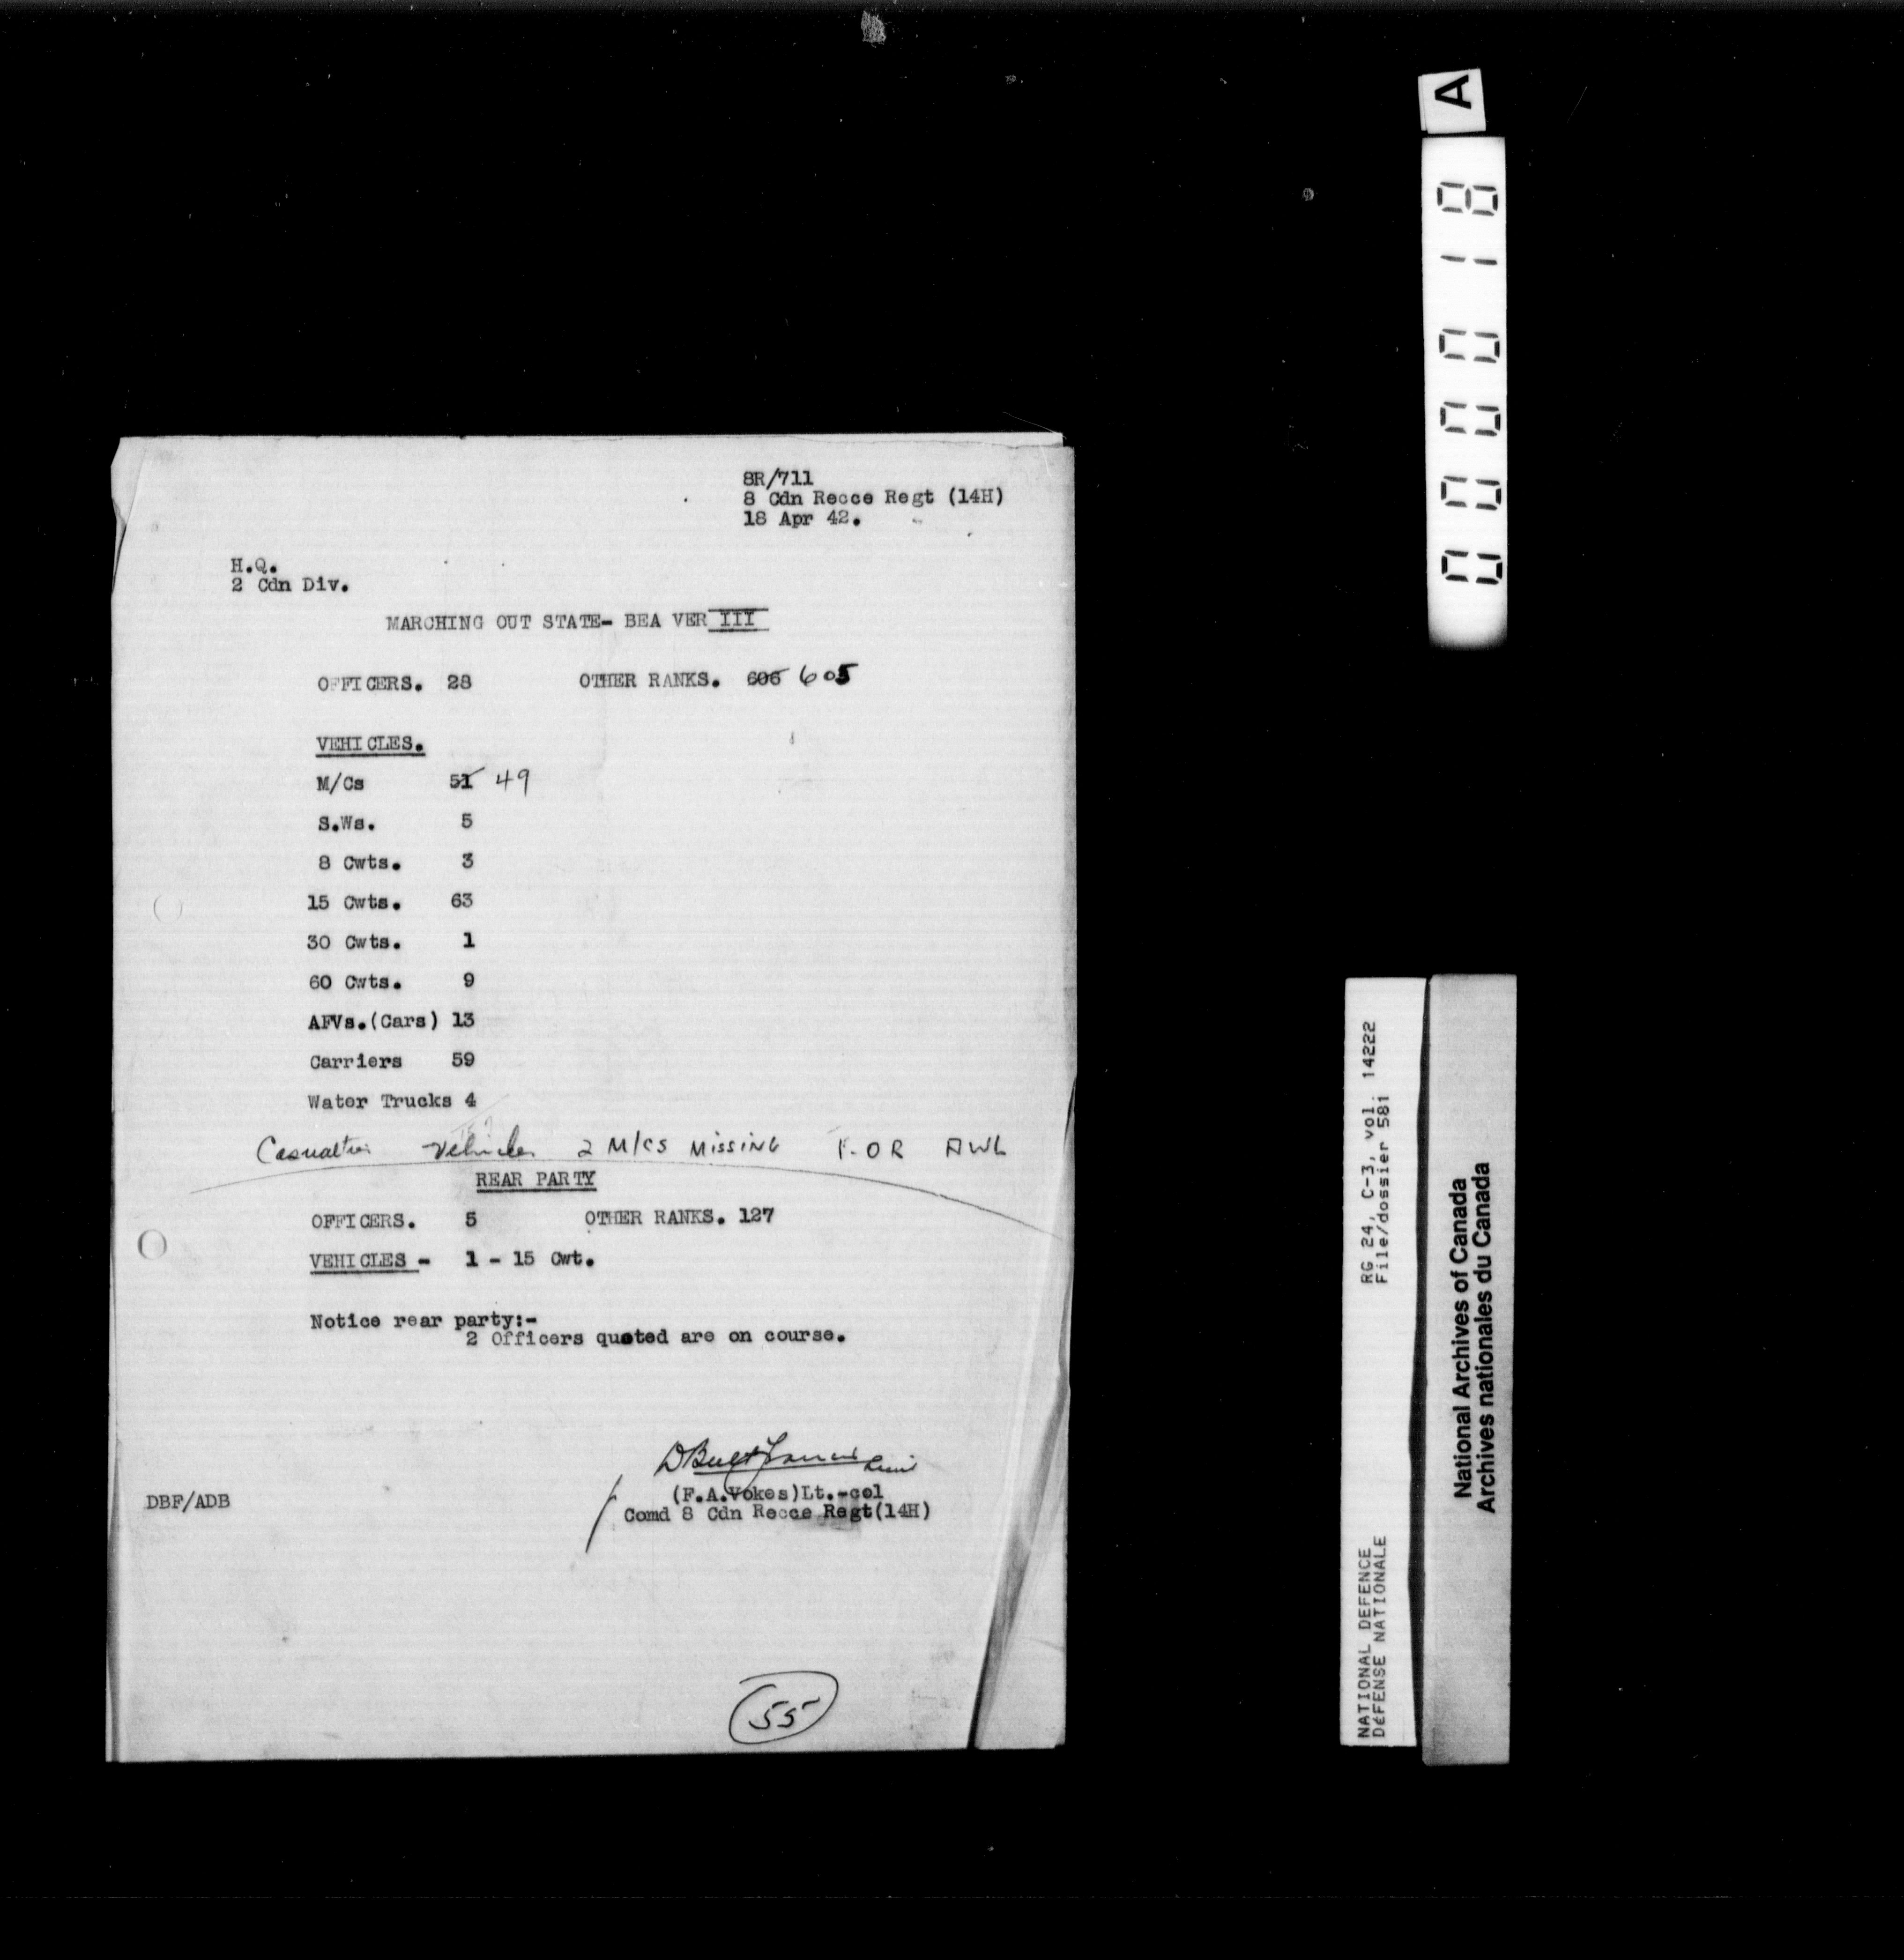 8R/711
8 Cdn Recce Regt (14H)
18 Apr 42.
H.Q.
2 Cdn Div.
MARCHING OUT STATE- BEA VER III
OFFICERS. 28 OTHER RANKS. 606 605
VEHICLES.
M/Cs 51 49
S.Ws. 5
8 Cwts. 3
15 Cwts. 63
30 Cwts. 1
60 Cwts. 9
AFVs.(Cars) 13
Carriers 59
Water Trucks 4
Casualties Vehicles 2 M/Cs MISSING 1-OR AWL
REAR PARTY
OFFICERS. 5 OTHER RANKS. 127
VEHICLES - 1 - 15 Cwt.
Notice rear party:-
2 Officers quoted are on course.
(F.A.Vokes)Lt.-col
Comd 8 Cdn Recce Regt(14H)
DBF/ADB
55
A
000018
RG 24, C-3, vol. 14222
File/dossier 581
NATIONAL DEFENCE
DÉFENSE NATIONALE
National Archives of Canada
Archives nationales du Canada